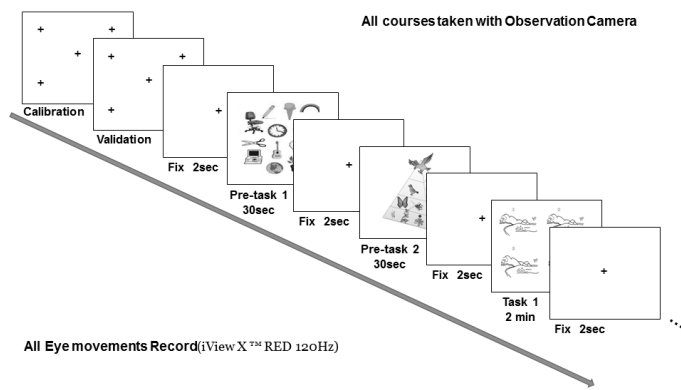 All courses taken with Observation Camera
Calibration
Validation
Fix 2sec
Pre-task 1
30sec
Fix 2sec
Pre-task 2
30sec
Fix 2sec
Task 1
2 min
Fix 2sec
...
All Eye movements Record(iView X ™ RED 120Hz)